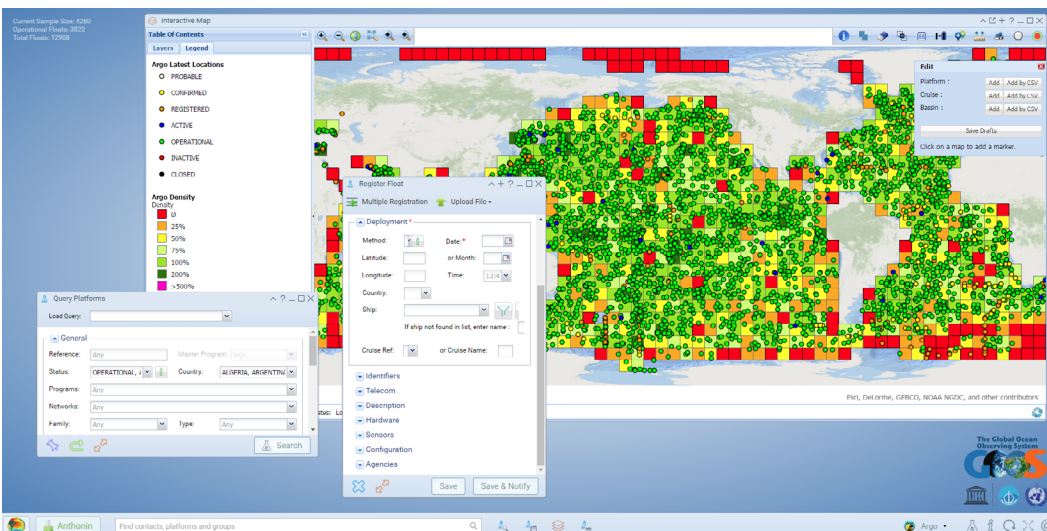 Current Sample Size: 4280
Operational Floats: 3822
Total Floats: 12908
Interactive Map
Table Of Contents
Layers Legend
Argo Latest Locations
PROBABLE
CONFIRMED
REGISTERED
ACTIVE
OPERATIONAL
INACTIVE
CLOSED
Argo Density
Density
Ø
25%
50%
75%
100%
200%
>500%
Edit
Platform : Add Add by CSV
Cruise : Add Add by CSV
Bassin : Add Add by CSV
Save Drafts
Click on a map to add a marker.
Esri, DeLorme, GEBCO, NOAA NGDC, and other contributors
Register Float
Multiple Registration Upload File
Deployment *
Method: Date: *
Latitude: or Month:
Longitude: Time:
Country:
Ship:
If ship not found in list, enter name :
Cruise Ref: or Cruise Name:
Identifiers
Telecom
Description
Hardware
Sensors
Configuration
Agencies
Save Save & Notify
Query Platforms
Load Query:
General
Reference: Any Master Program: Argo
Status: OPERATIONAL, Country: ALGERIA, ARGENTINA
Programs: Any
Networks: Any
Family: Any Type: Any
Search
The Global Ocean
Observing System
GOOS
Anthonin Find contacts, platforms and groups Argo